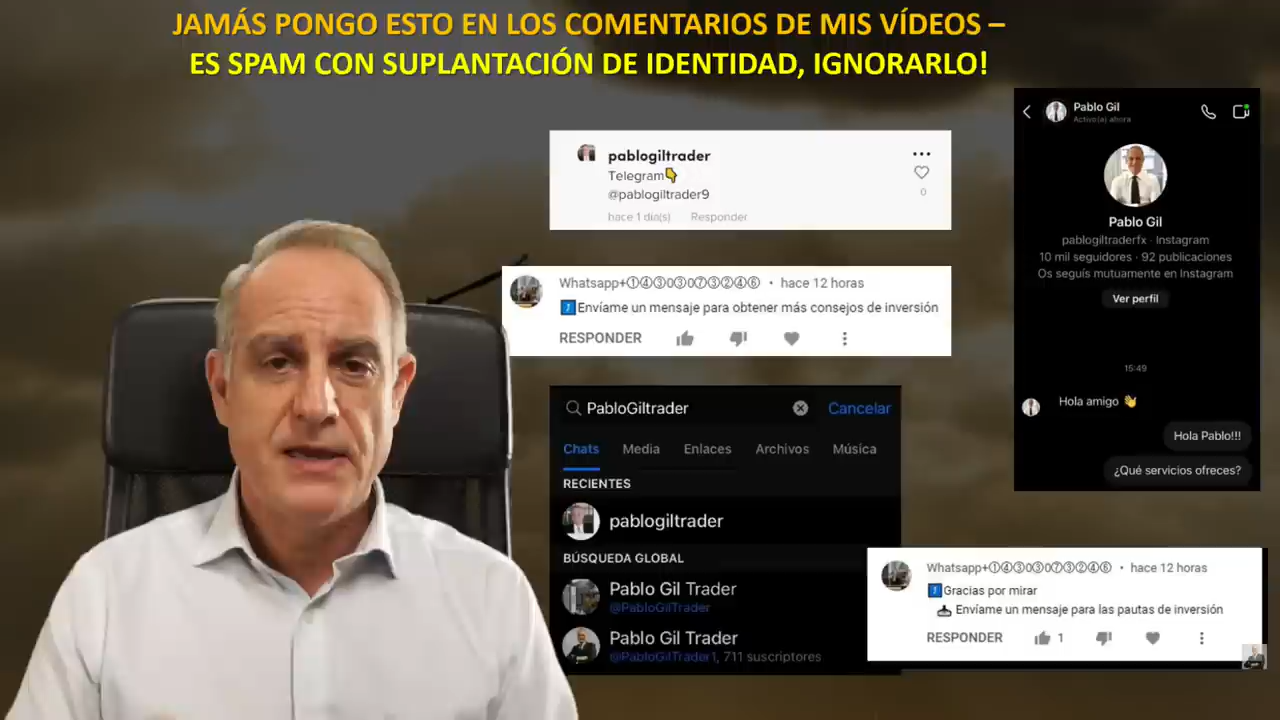 JAMÁS PONGO ESTO EN LOS COMENTARIOS DE MIS VÍDEOS –
ES SPAM CON SUPLANTACIÓN DE IDENTIDAD, IGNORARLO!
pablogiltrader
Telegram👇
@pablogiltrader9
0
hace 1 día(s) Responder
Whatsapp+①④③0③0⑦③②④⑥ • hace 12 horas
⤴️Envíame un mensaje para obtener más consejos de inversión
RESPONDER
PabloGiltrader
Cancelar
Chats Media Enlaces Archivos Música
RECIENTES
pablogiltrader
BÚSQUEDA GLOBAL
Pablo Gil Trader
@PabloGilTrader
Pablo Gil Trader
@PabloGilTrader1, 711 suscriptores
Pablo Gil
Activo(a) ahora
Pablo Gil
pablogiltraderfx · Instagram
10 mil seguidores · 92 publicaciones
Os seguís mutuamente en Instagram
Ver perfil
15:49
Hola amigo 👋
Hola Pablo!!!
¿Qué servicios ofreces?
Whatsapp+①④③0③0⑦③②④⑥ • hace 12 horas
⤴️Gracias por mirar
📥 Envíame un mensaje para las pautas de inversión
RESPONDER 1